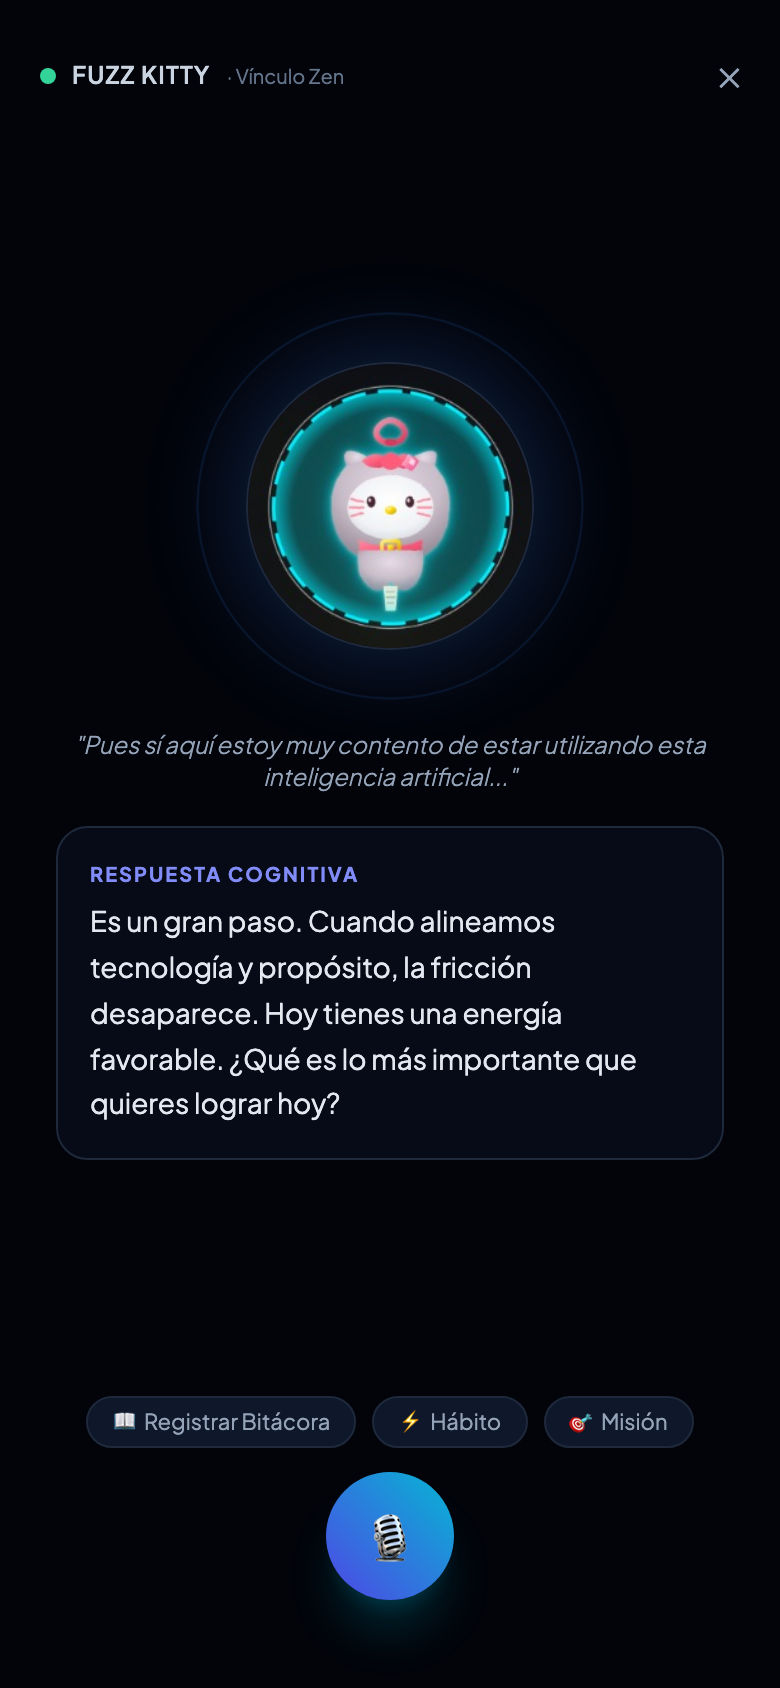 FUZZ KITTY · Vínculo Zen
"Pues sí aquí estoy muy contento de estar utilizando esta
inteligencia artificial..."
RESPUESTA COGNITIVA
Es un gran paso. Cuando alineamos
tecnología y propósito, la fricción
desaparece. Hoy tienes una energía
favorable. ¿Qué es lo más importante que
quieres lograr hoy?
Registrar Bitácora
Hábito
Misión